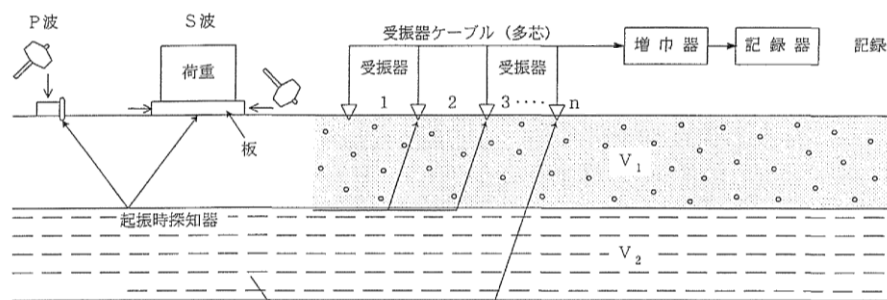 P波
S波
荷重
板
起振時探知器
受振器ケーブル（多芯）
受振器
受振器
1
2
3‥‥
n
増巾器
記録器
記録
V₁
V₂